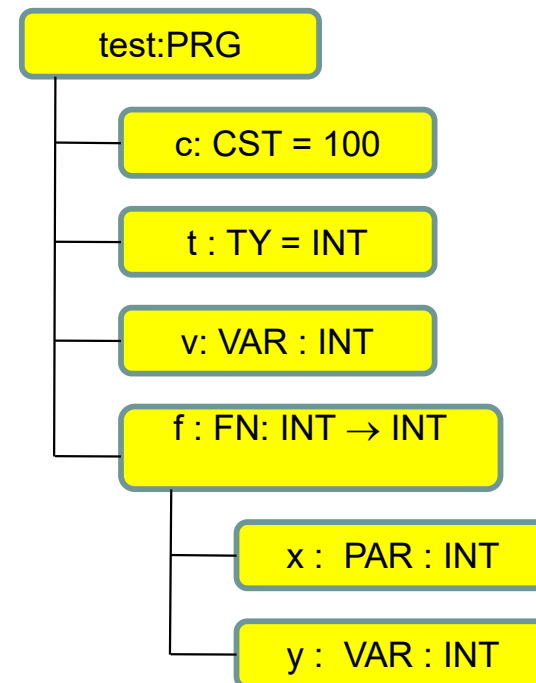 test:PRG
c: CST = 100
t : TY = INT
v: VAR : INT
f : FN: INT → INT
x : PAR : INT
y : VAR : INT